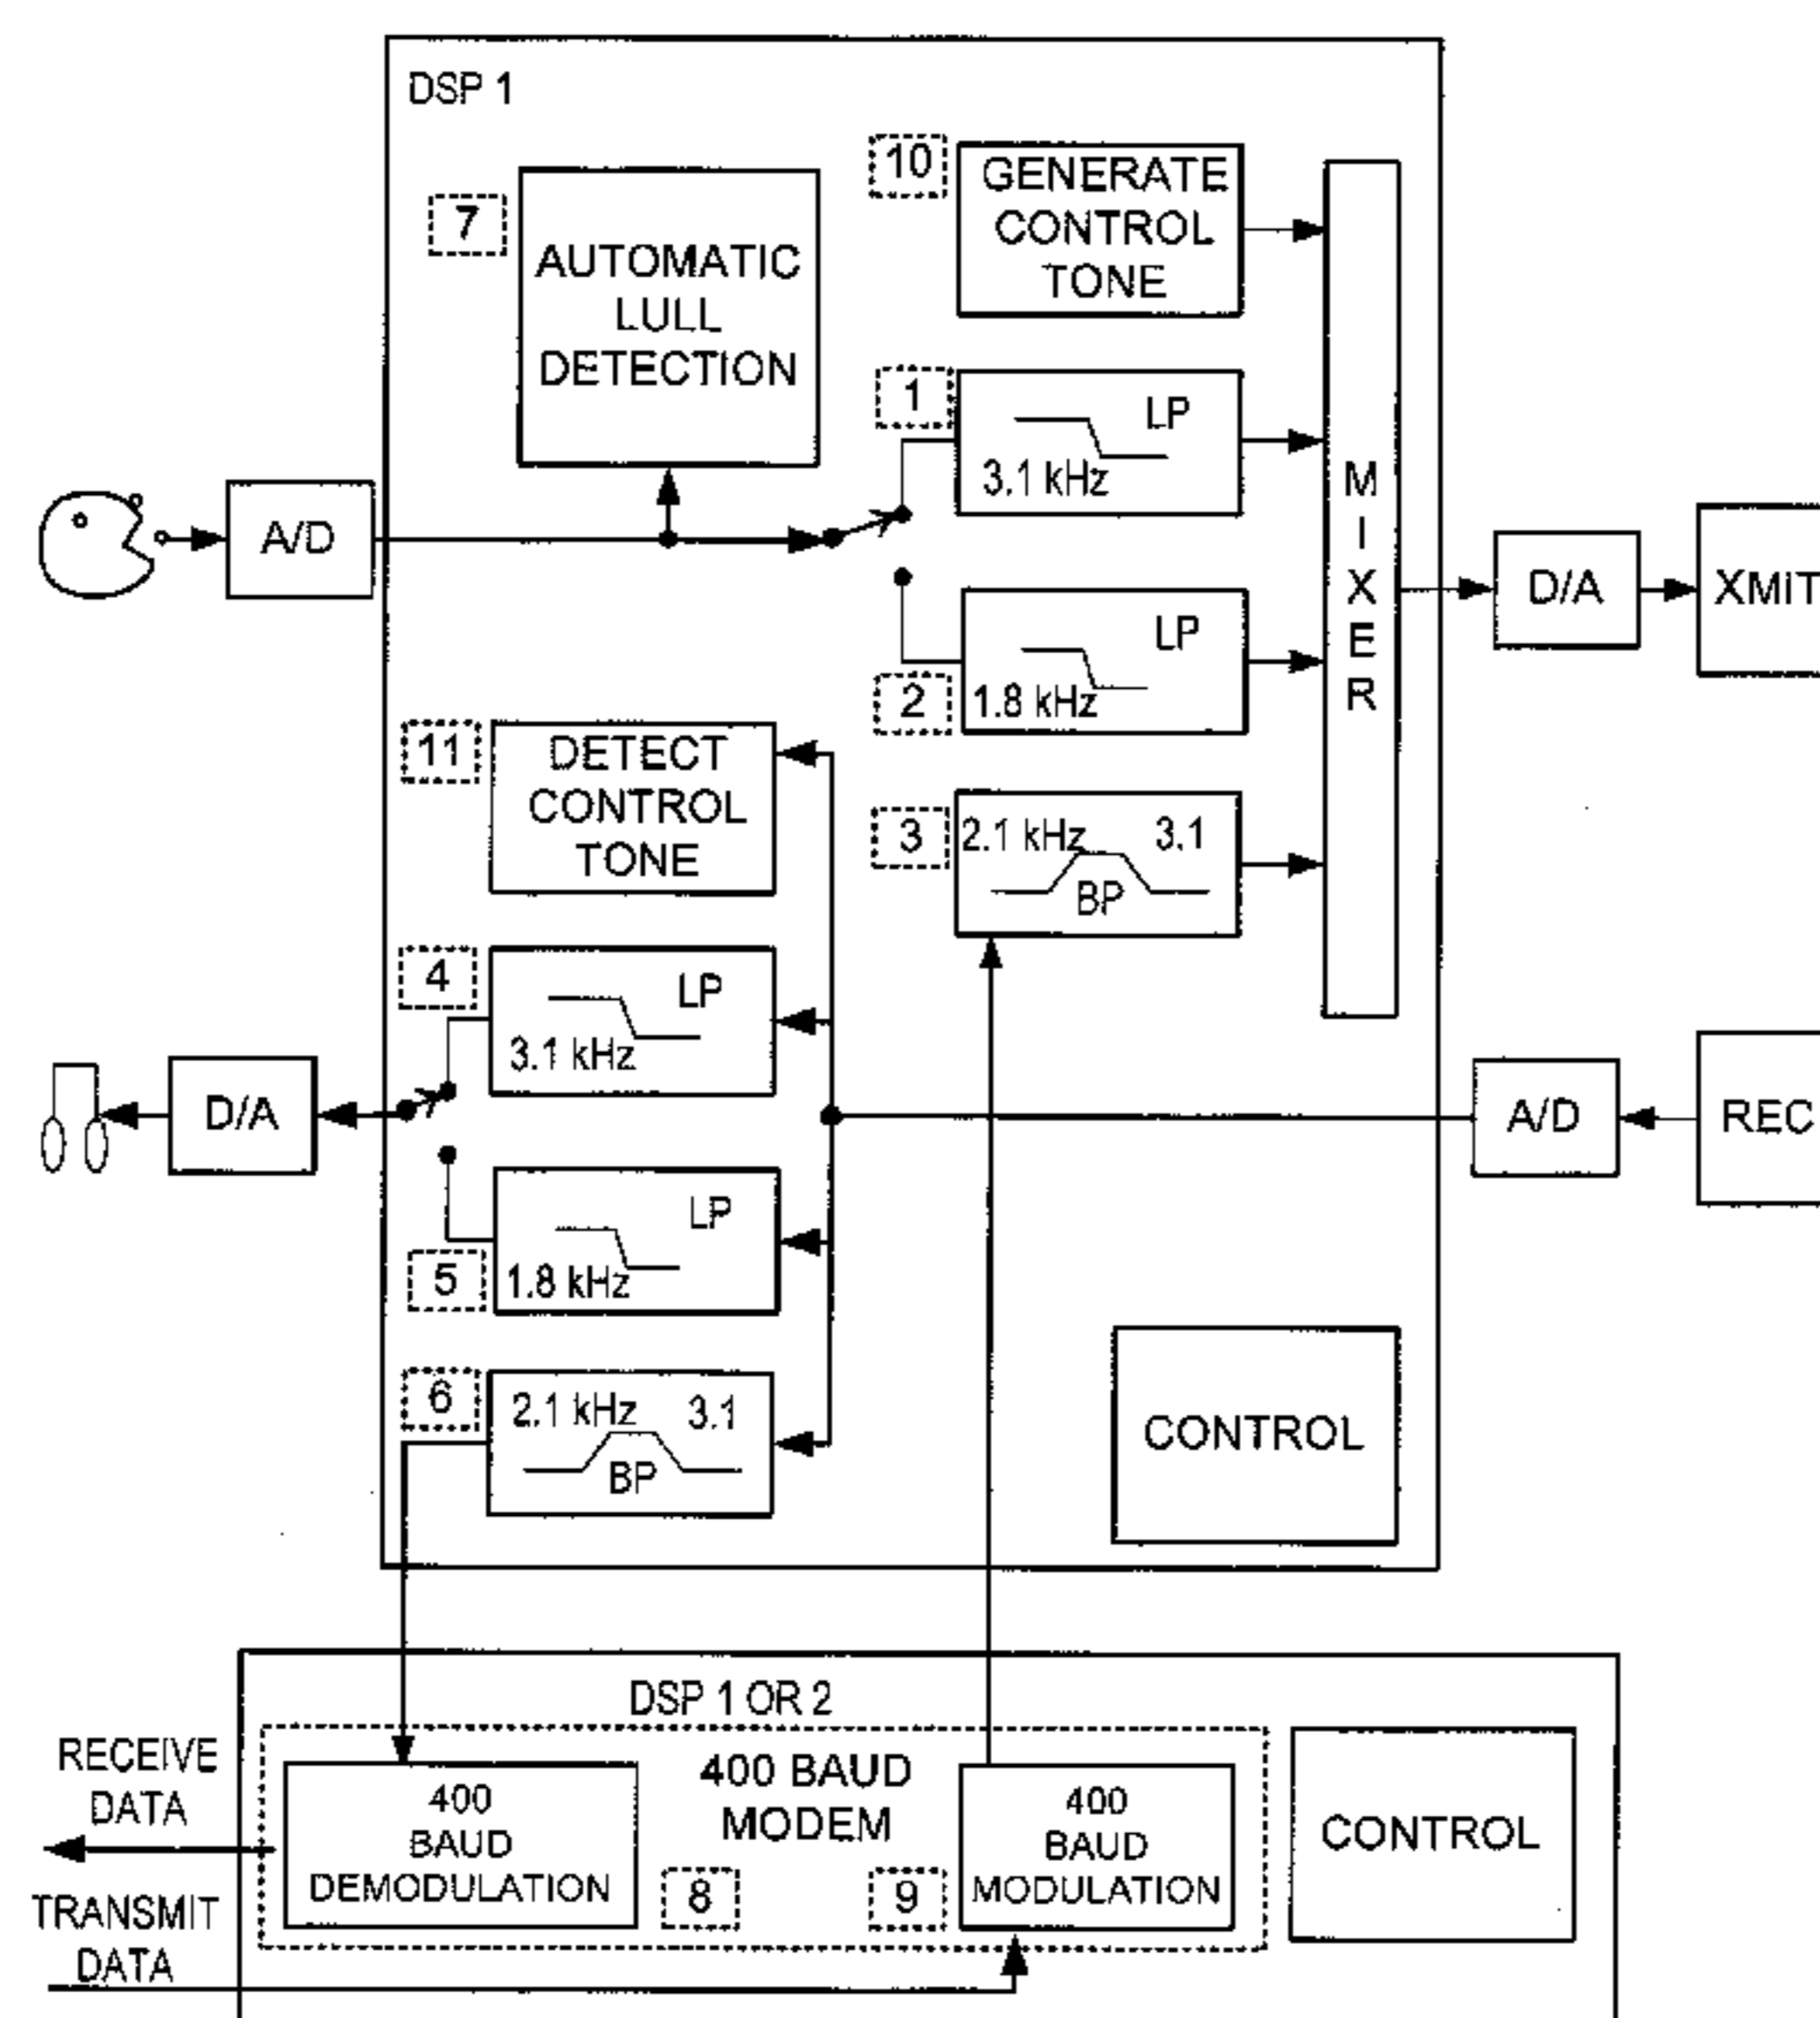 DSP 1
10
GENERATE
CONTROL
TONE
7
AUTOMATIC
LULL
DETECTION
1
LP
3.1 kHz
A/D
MIXER
D/A
XMIT
LP
2
1.8 kHz
11
DETECT
CONTROL
TONE
3
2.1 kHz 3.1
BP
4
LP
3.1 kHz
D/A
A/D
REC
LP
5
1.8 kHz
6
2.1 kHz 3.1
BP
CONTROL
DSP 1 OR 2
RECEIVE
DATA
400
BAUD
DEMODULATION
400 BAUD
MODEM
8
9
400
BAUD
MODULATION
CONTROL
TRANSMIT
DATA